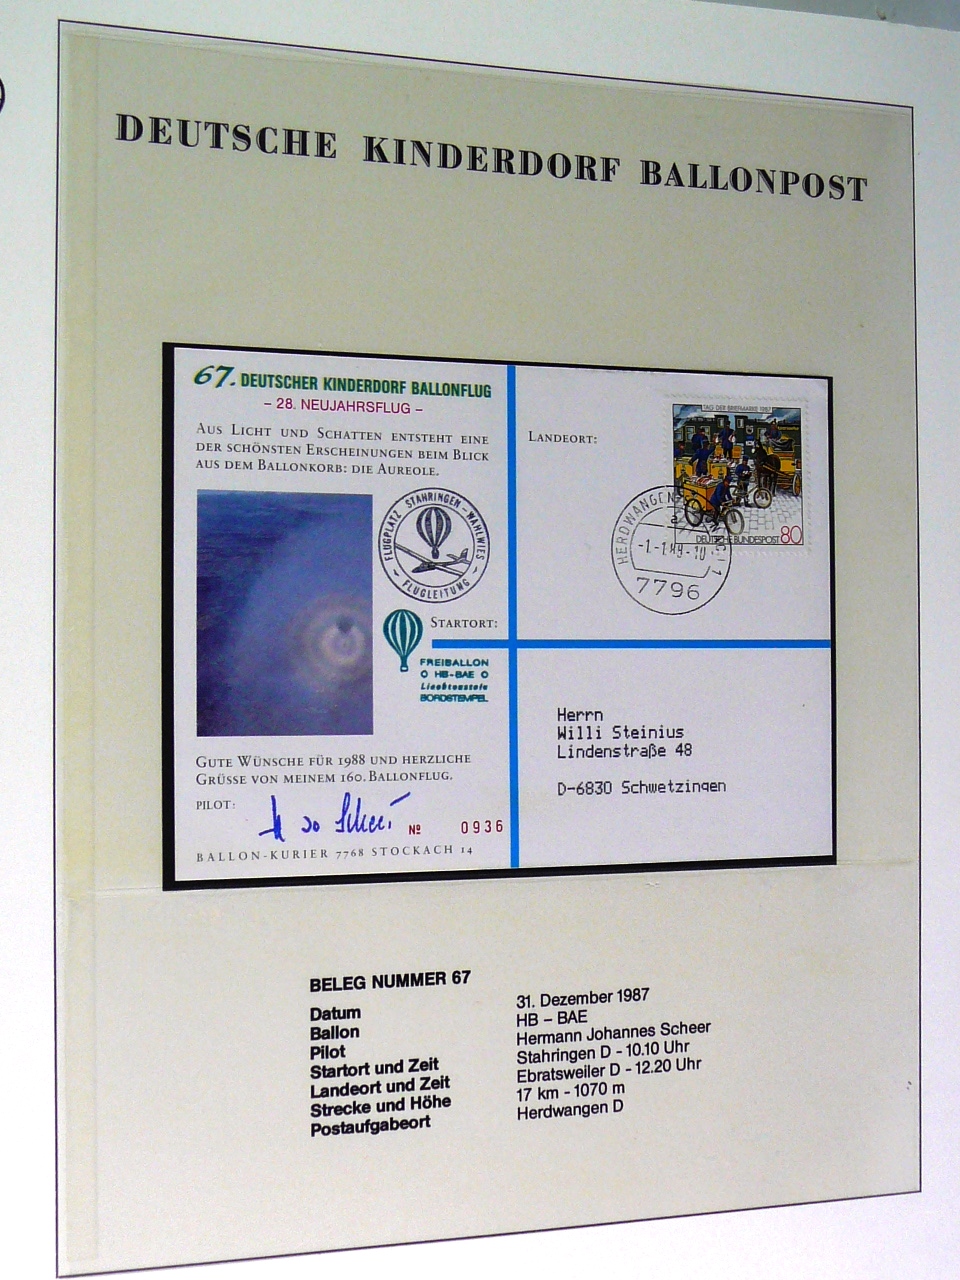 DEUTSCHE KINDERDORF BALLONPOST
67. DEUTSCHER KINDERDORF BALLONFLUG
– 28. NEUJAHRSFLUG –
AUS LICHT UND SCHATTEN ENTSTEHT EINE
DER SCHÖNSTEN ERSCHEINUNGEN BEIM BLICK
AUS DEM BALLONKORB: DIE AUREOLE.
FLUGPLATZ STAHRINGEN-WAHLWIES
– FLUGLEITUNG –
STARTORT:
FREIBALLON
O HB-BAE O
Liechtenstein
BORDSTEMPEL
GUTE WÜNSCHE FÜR 1988 UND HERZLICHE
GRÜSSE VON MEINEM 160. BALLONFLUG.
PILOT:
№ 0936
BALLON-KURIER 7768 STOCKACH 14
LANDEORT:
TAG DER BRIEFMARKE 1987
DEUTSCHE BUNDESPOST 80
HERDWANGEN
7796
Herrn
Willi Steinius
Lindenstraße 48
D-6830 Schwetzingen
BELEG NUMMER 67
Datum 31. Dezember 1987
Ballon HB – BAE
Pilot Hermann Johannes Scheer
Startort und Zeit Stahringen D - 10.10 Uhr
Landeort und Zeit Ebratsweiler D - 12.20 Uhr
Strecke und Höhe 17 km - 1070 m
Postaufgabeort Herdwangen D